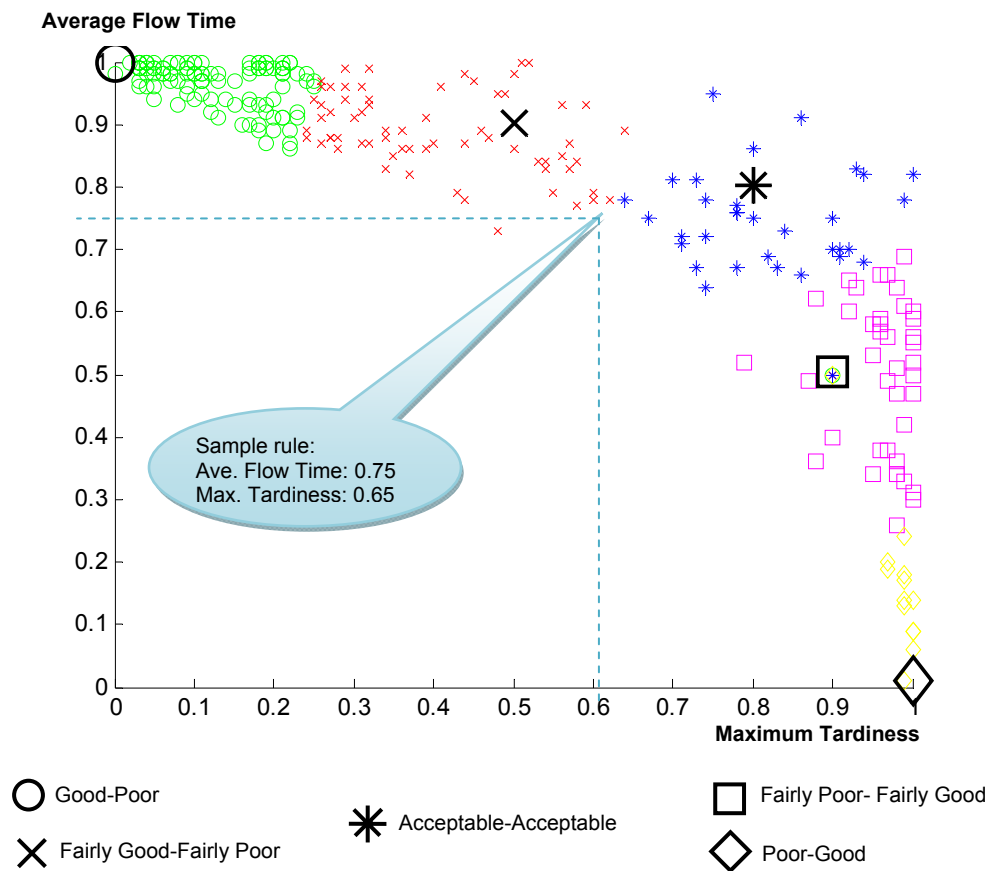 Average Flow Time
1
0.9
0.8
0.7
0.6
0.5
0.4
0.3
0.2
0.1
0
Sample rule:
Ave. Flow Time: 0.75
Max. Tardiness: 0.65
0 0.1 0.2 0.3 0.4 0.5 0.6 0.7 0.8 0.9 1
Maximum Tardiness
Good-Poor
Fairly Good-Fairly Poor
Acceptable-Acceptable
Fairly Poor- Fairly Good
Poor-Good